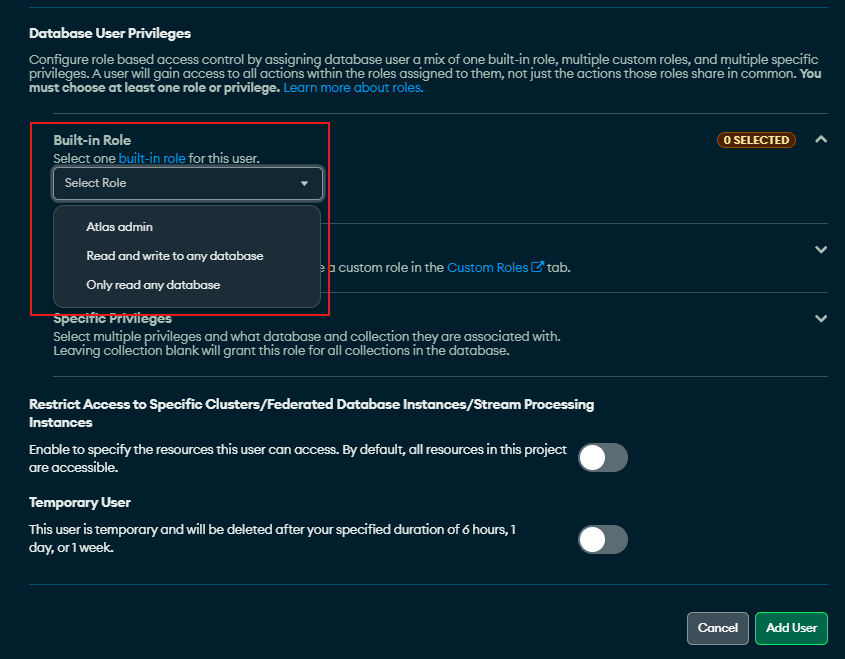 Database User Privileges
Configure role based access control by assigning database user a mix of one built-in role, multiple custom roles, and multiple specific
privileges. A user will gain access to all actions within the roles assigned to them, not just the actions those roles share in common. You
must choose at least one role or privilege. Learn more about roles.
Built-in Role
0 SELECTED
Select one built-in role for this user.
Select Role
Atlas admin
Read and write to any database
Only read any database
a custom role in the Custom Roles tab.
Specific Privileges
Select multiple privileges and what database and collection they are associated with.
Leaving collection blank will grant this role for all collections in the database.
Restrict Access to Specific Clusters/Federated Database Instances/Stream Processing
Instances
Enable to specify the resources this user can access. By default, all resources in this project
are accessible.
Temporary User
This user is temporary and will be deleted after your specified duration of 6 hours, 1
day, or 1 week.
Cancel
Add User